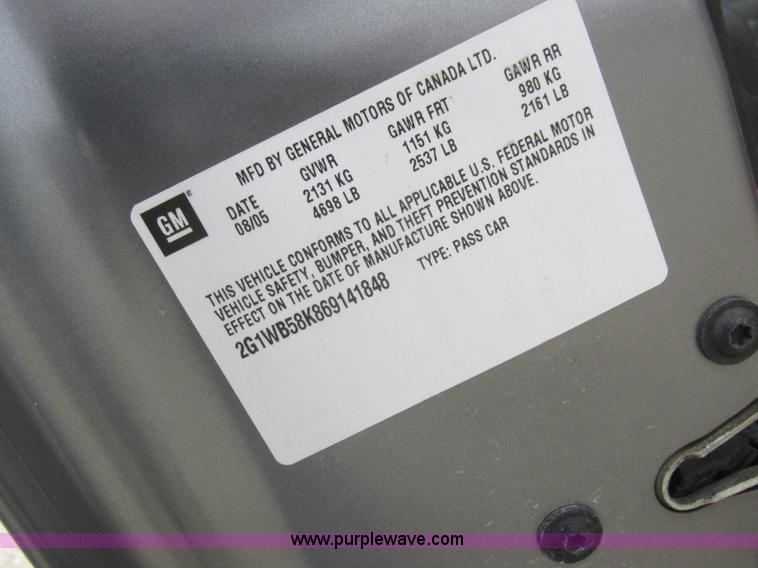 MFD BY GENERAL MOTORS OF CANADA LTD.
GM
DATE GVWR GAWR FRT GAWR RR
08/05 2131 KG 1151 KG 980 KG
4698 LB 2537 LB 2161 LB
THIS VEHICLE CONFORMS TO ALL APPLICABLE U.S. FEDERAL MOTOR
VEHICLE SAFETY, BUMPER, AND THEFT PREVENTION STANDARDS IN
EFFECT ON THE DATE OF MANUFACTURE SHOWN ABOVE.
2G1WB58K869141848 TYPE: PASS CAR
www.purplewave.com